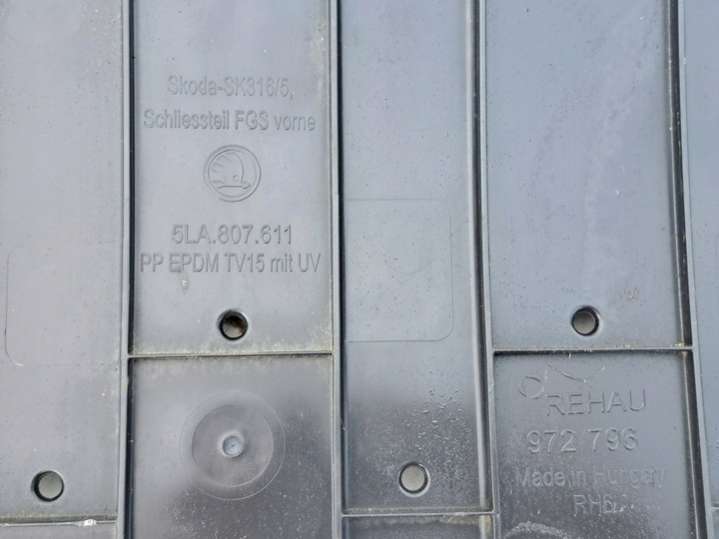 Skoda-SK316/5,
Schliessteil FGS vorne
5LA.807.611
PP EPDM TV15 mit UV
REHAU
972 796
Made in Hungary